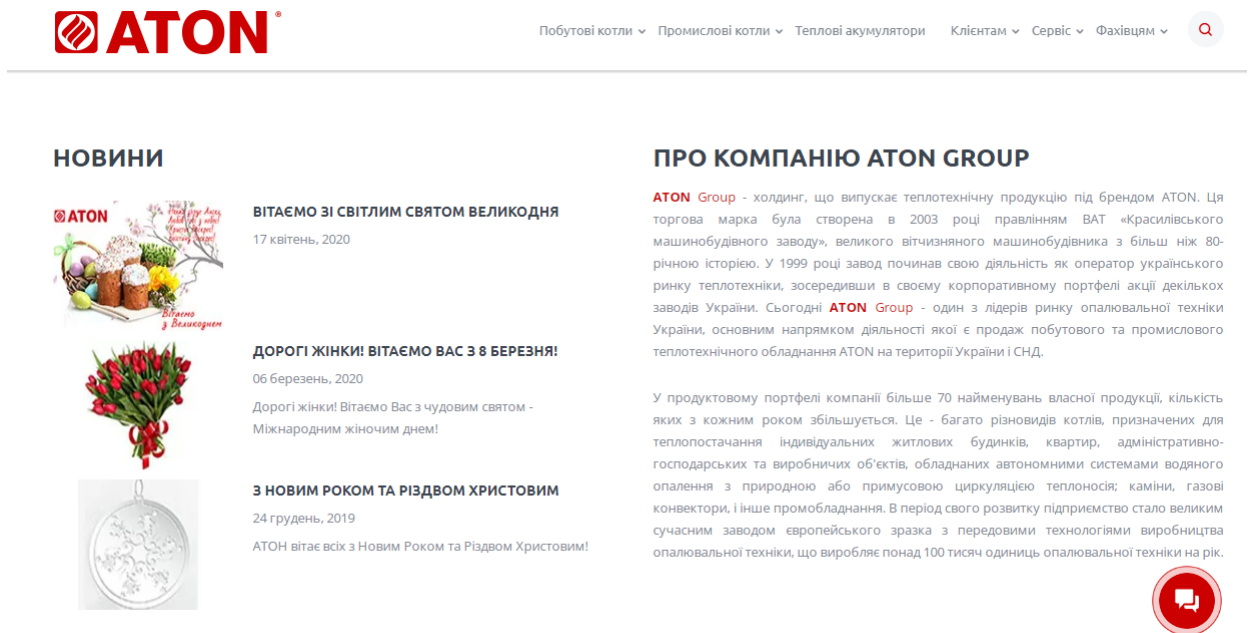 ATON
Побутові котли Промислові котли Теплові акумулятори Клієнтам Сервіс Фахівцям
НОВИНИ
ATON
Вітаємо
з Великоднем
ВІТАЄМО ЗІ СВІТЛИМ СВЯТОМ ВЕЛИКОДНЯ
17 квітень, 2020
ДОРОГІ ЖІНКИ! ВІТАЄМО ВАС З 8 БЕРЕЗНЯ!
06 березень, 2020
Дорогі жінки! Вітаємо Вас з чудовим святом -
Міжнародним жіночим днем!
З НОВИМ РОКОМ ТА РІЗДВОМ ХРИСТОВИМ
24 грудень, 2019
АТОН вітає всіх з Новим Роком та Різдвом Христовим!
ПРО КОМПАНІЮ ATON GROUP
ATON Group - холдинг, що випускає теплотехнічну продукцію під брендом ATON. Ця
торгова марка була створена в 2003 році правлінням ВАТ «Красилівського
машинобудівного заводу», великого вітчизняного машинобудівника з більш ніж 80-
річною історією. У 1999 році завод починав свою діяльність як оператор українського
ринку теплотехніки, зосередивши в своєму корпоративному портфелі акції декількох
заводів України. Сьогодні ATON Group - один з лідерів ринку опалювальної техніки
України, основним напрямком діяльності якої є продаж побутового та промислового
теплотехнічного обладнання ATON на території України і СНД.
У продуктовому портфелі компанії більше 70 найменувань власної продукції, кількість
яких з кожним роком збільшується. Це - багато різновидів котлів, призначених для
теплопостачання індивідуальних житлових будинків, квартир, адміністративно-
господарських та виробничих об'єктів, обладнаних автономними системами водяного
опалення з природною або примусовою циркуляцією теплоносія; каміни, газові
конвектори, і інше промобладнання. В період свого розвитку підприємство стало великим
сучасним заводом європейського зразка з передовими технологіями виробництва
опалювальної техніки, що виробляє понад 100 тисяч одиниць опалювальної техніки на рік.